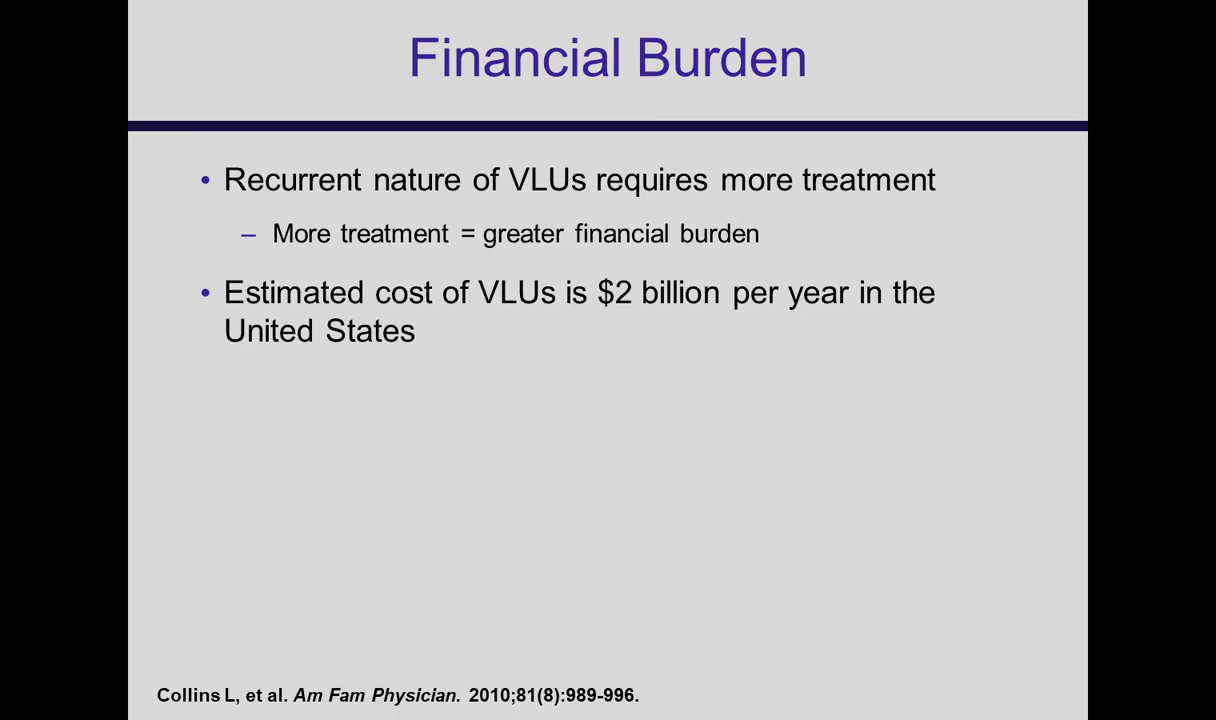 Financial Burden
• Recurrent nature of VLUs requires more treatment
– More treatment = greater financial burden
• Estimated cost of VLUs is $2 billion per year in the
United States
Collins L, et al. Am Fam Physician. 2010;81(8):989-996.